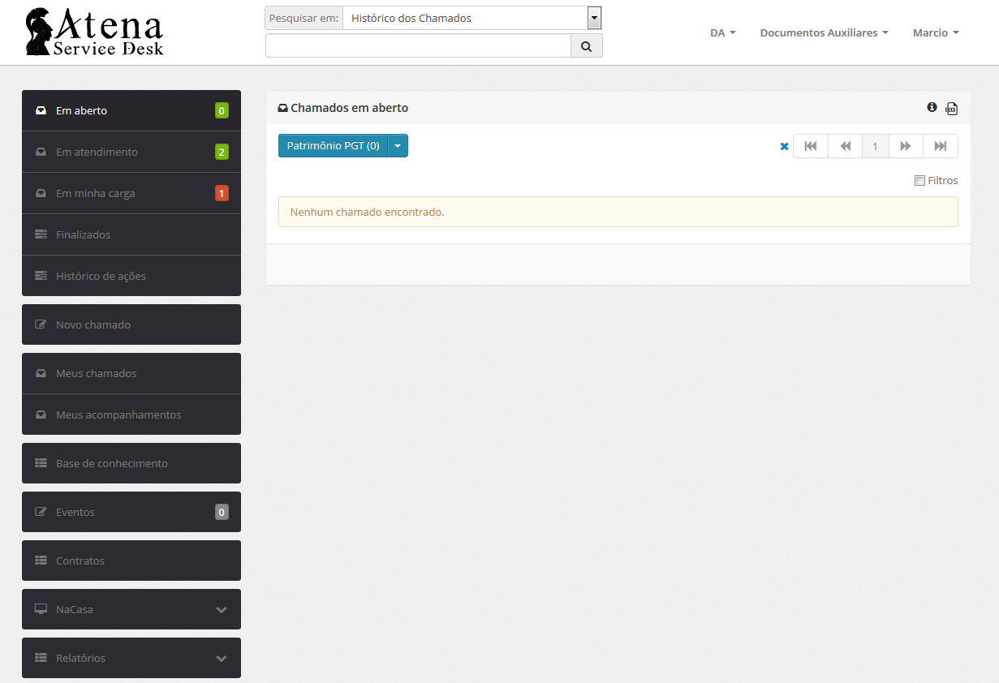 Atena
Service Desk
Pesquisar em: Histórico dos Chamados
DA Documentos Auxiliares Marcio
Em aberto 0
Em atendimento 2
Em minha carga 1
Finalizados
Histórico de ações
Novo chamado
Meus chamados
Meus acompanhamentos
Base de conhecimento
Eventos 0
Contratos
NaCasa
Relatórios
Chamados em aberto
Patrimônio PGT (0)
1
Filtros
Nenhum chamado encontrado.